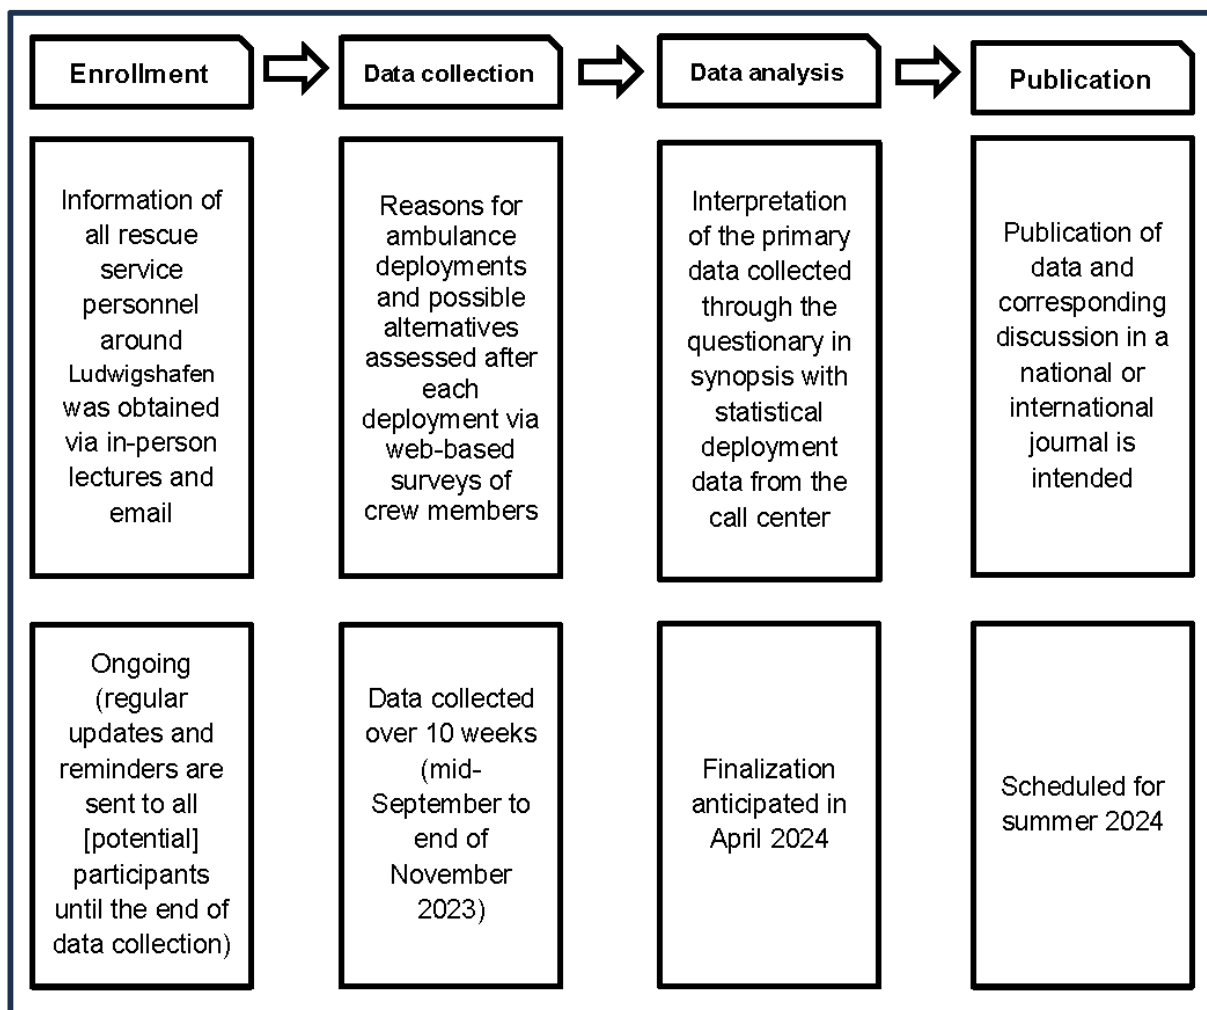 Enrollment
Data collection
Data analysis
Publication
Information of
all rescue
service
personnel
around
Ludwigshafen
was obtained
via in-person
lectures and
email
Reasons for
ambulance
deployments
and possible
alternatives
assessed after
each
deployment via
web-based
surveys of
crew members
Interpretation
of the primary
data collected
through the
questionary in
synopsis with
statistical
deployment
data from the
call center
Publication of
data and
corresponding
discussion in a
national or
international
journal is
intended
Ongoing
(regular
updates and
reminders are
sent to all
[potential]
participants
until the end of
data collection)
Data collected
over 10 weeks
(mid-
September to
end of
November
2023)
Finalization
anticipated in
April 2024
Scheduled for
summer 2024